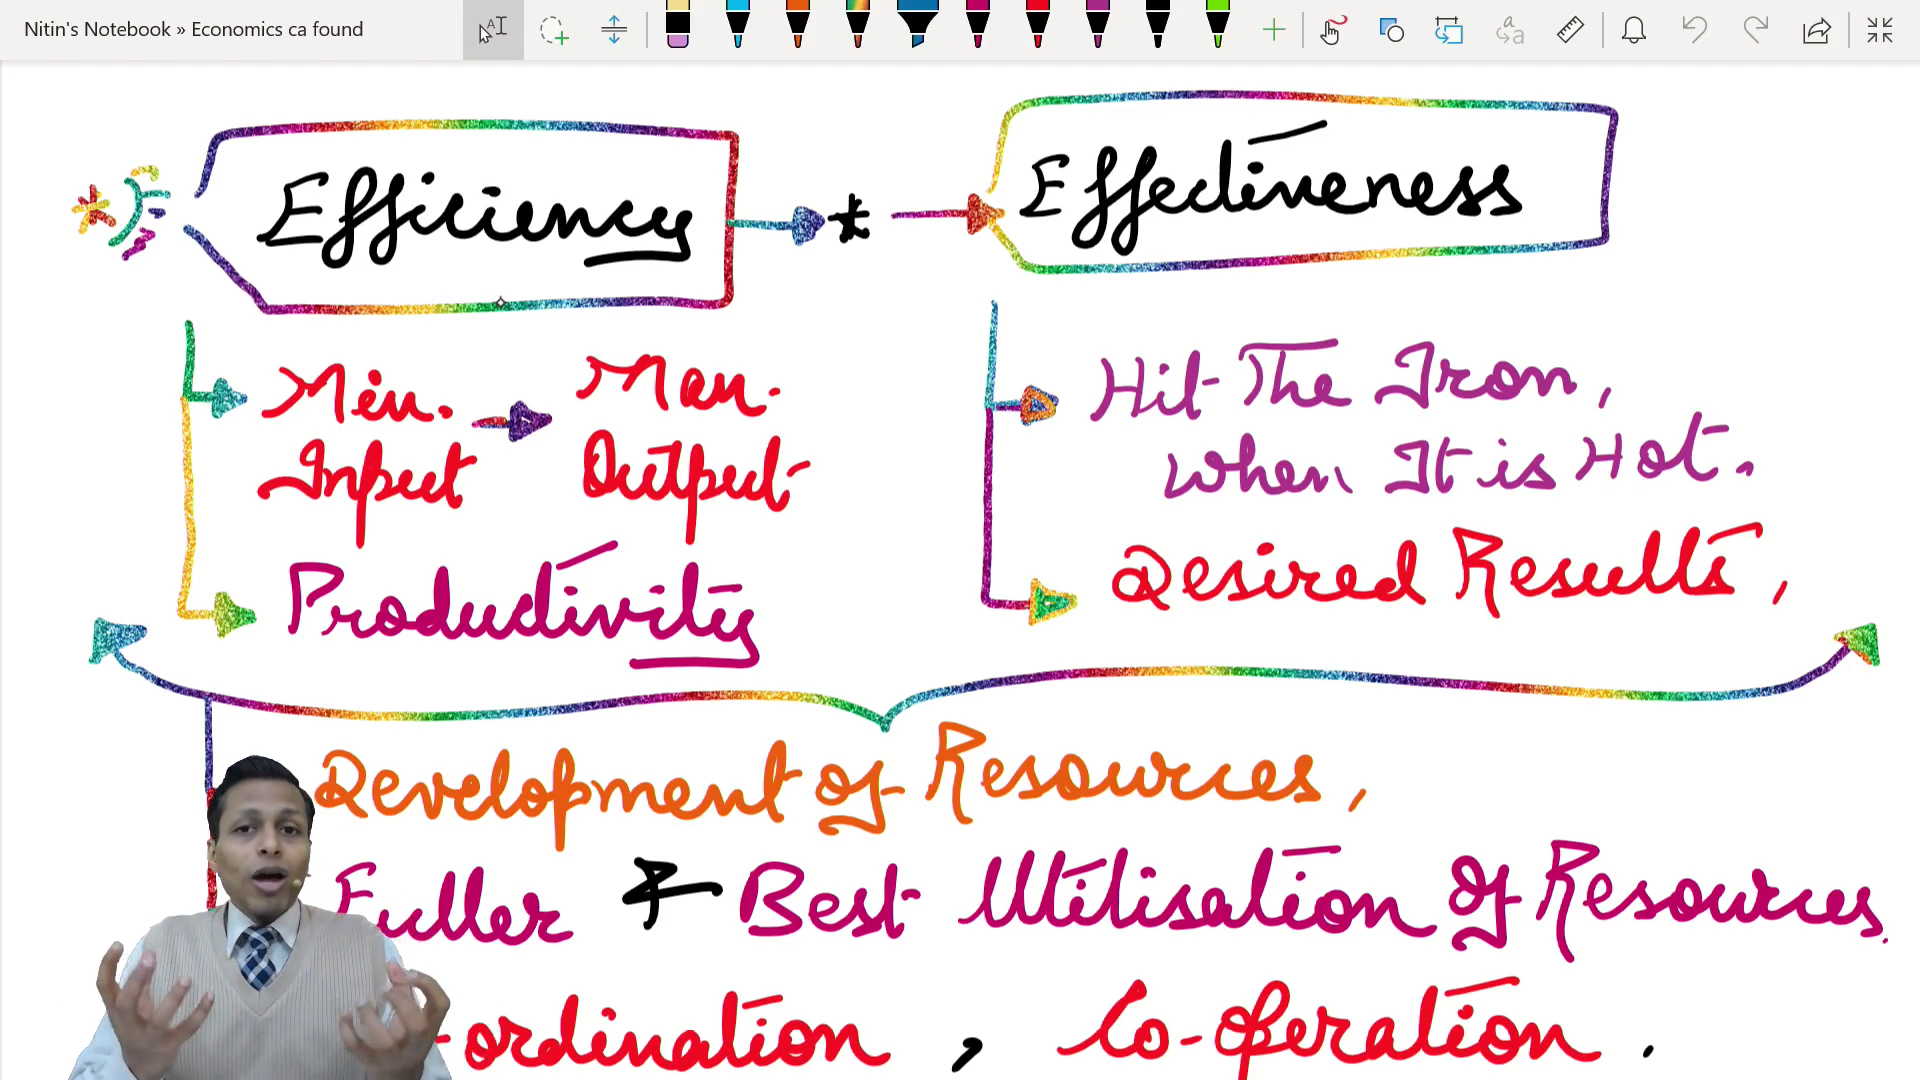 Nitin's Notebook » Economics ca found
Efficiency * Effectiveness
Min. Max.
Input Output
Productivity
Hit The Iron,
When It is Hot.
Desired Results,
Development of Resources,
Fuller & Best Utilisation Of Resources.
-ordination, Co-operation.